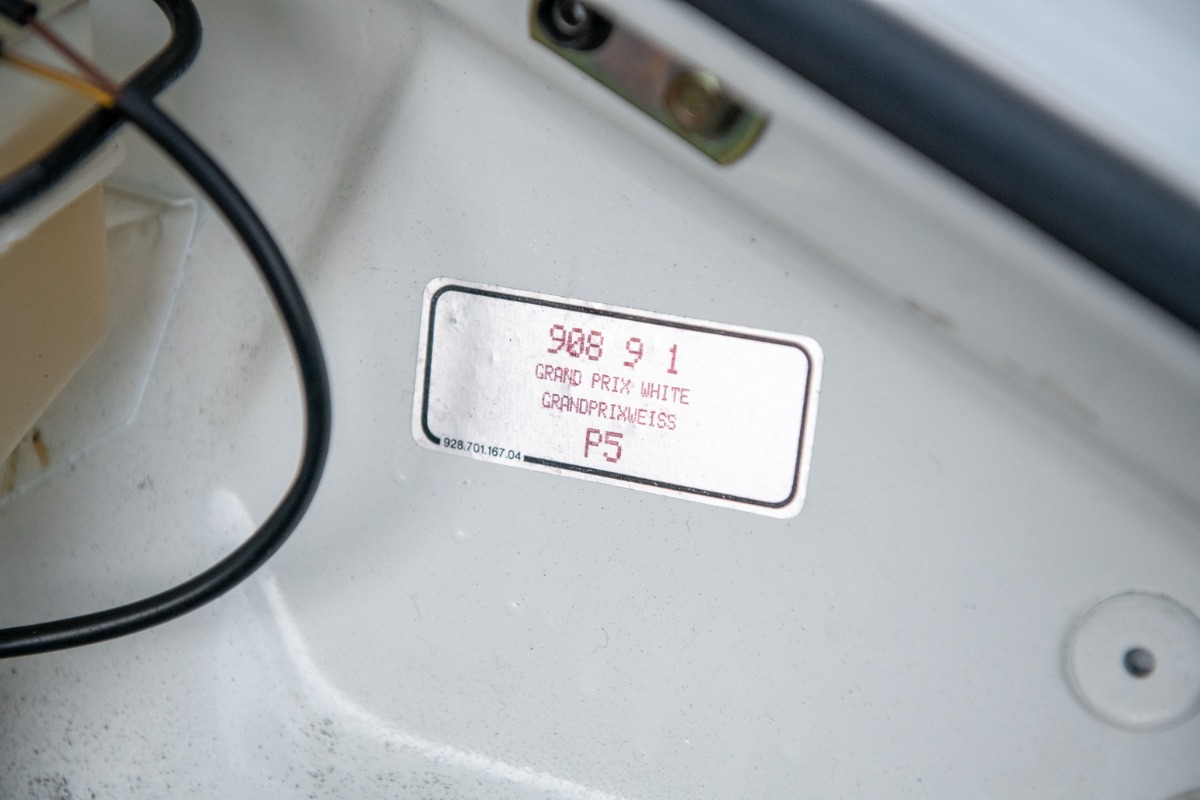 908 9 1
GRAND PRIX WHITE
GRANDPRIXWEISS
P5
928.701.167.04